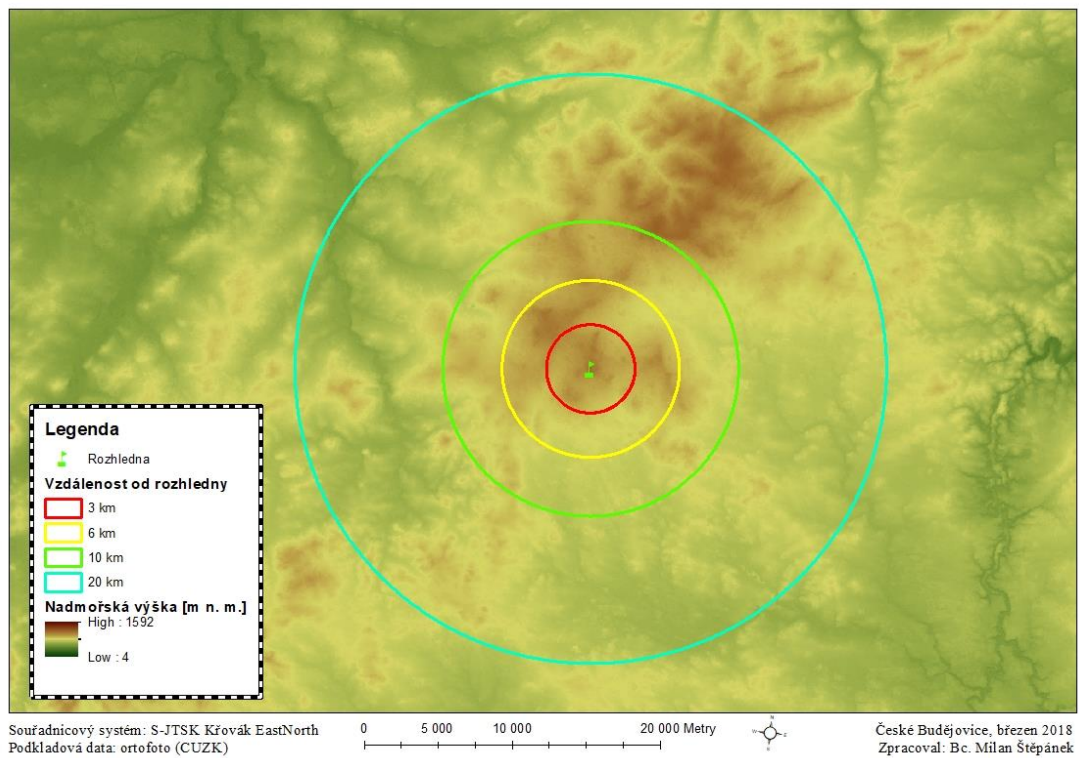 Legenda
Rozhledna
Vzdálenost od rozhledny
3 km
6 km
10 km
20 km
Nadmořská výška [m n. m.]
High : 1592
Low : 4
Souřadnicový systém: S-JTSK Křovák EastNorth
Podkladová data: ortofoto (CUZK)
0 5 000 10 000 20 000 Metry
N
W E
S
České Budějovice, březen 2018
Zpracoval: Bc. Milan Štěpánek